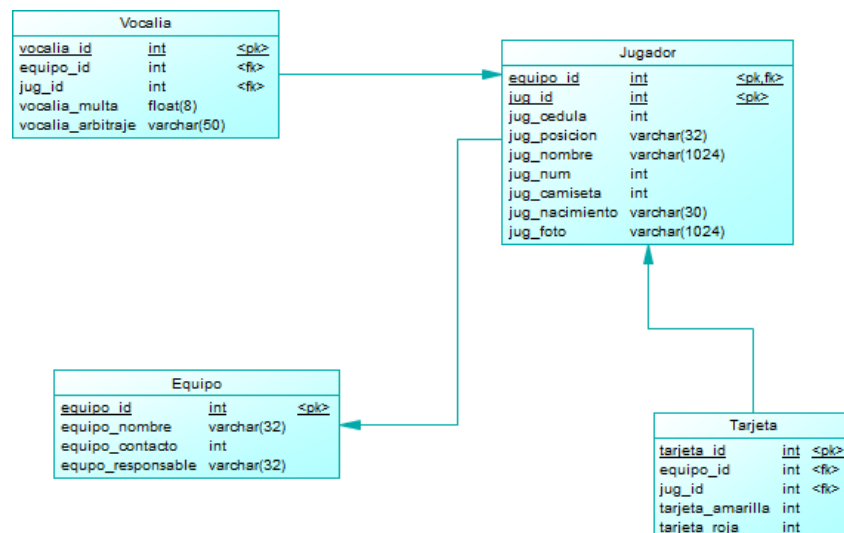 Vocalia
vocalia_id int <pk>
equipo_id int <fk>
jug_id int <fk>
vocalia_multa float(8)
vocalia_arbitraje varchar(50)
Jugador
equipo_id int <pk,fk>
jug_id int <pk>
jug_cedula int
jug_posicion varchar(32)
jug_nombre varchar(1024)
jug_num int
jug_camiseta int
jug_nacimiento varchar(30)
jug_foto varchar(1024)
Equipo
equipo_id int <pk>
equipo_nombre varchar(32)
equipo_contacto int
equpo_responsable varchar(32)
Tarjeta
tarjeta_id int <pk>
equipo_id int <fk>
jug_id int <fk>
tarjeta_amarilla int
tarjeta_roja int